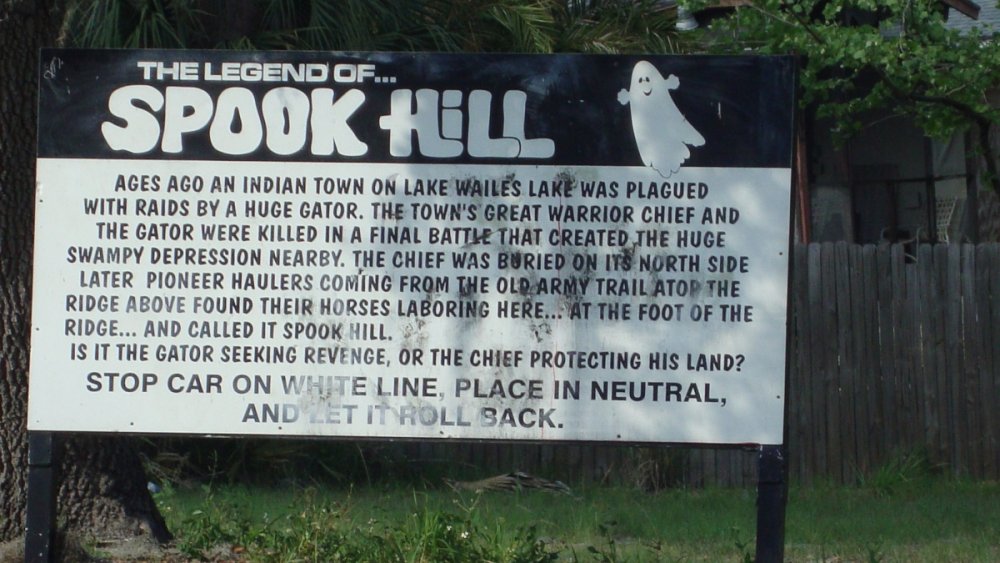 THE LEGEND OF...
SPOOK HILL
AGES AGO AN INDIAN TOWN ON LAKE WAILES LAKE WAS PLAGUED
WITH RAIDS BY A HUGE GATOR. THE TOWN'S GREAT WARRIOR CHIEF AND
THE GATOR WERE KILLED IN A FINAL BATTLE THAT CREATED THE HUGE
SWAMPY DEPRESSION NEARBY. THE CHIEF WAS BURIED ON ITS NORTH SIDE
LATER PIONEER HAULERS COMING FROM THE OLD ARMY TRAIL ATOP THE
RIDGE ABOVE FOUND THEIR HORSES LABORING HERE... AT THE FOOT OF THE
RIDGE... AND CALLED IT SPOOK HILL.
IS IT THE GATOR SEEKING REVENGE, OR THE CHIEF PROTECTING HIS LAND?
STOP CAR ON WHITE LINE, PLACE IN NEUTRAL,
AND LET IT ROLL BACK.